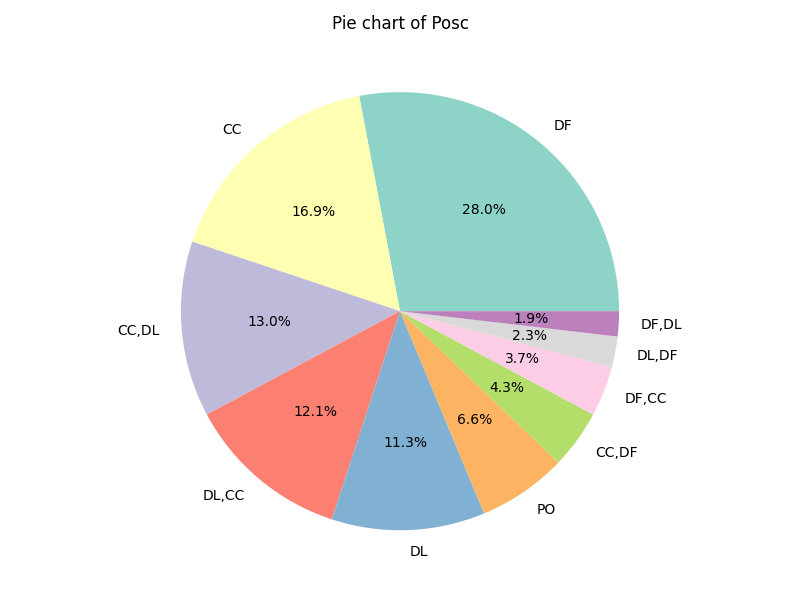 Pie chart of Posc
DF
28.0%
CC
16.9%
CC,DL
13.0%
DL,CC
12.1%
DL
11.3%
PO
6.6%
CC,DF
4.3%
DF,CC
3.7%
DL,DF
2.3%
DF,DL
1.9%